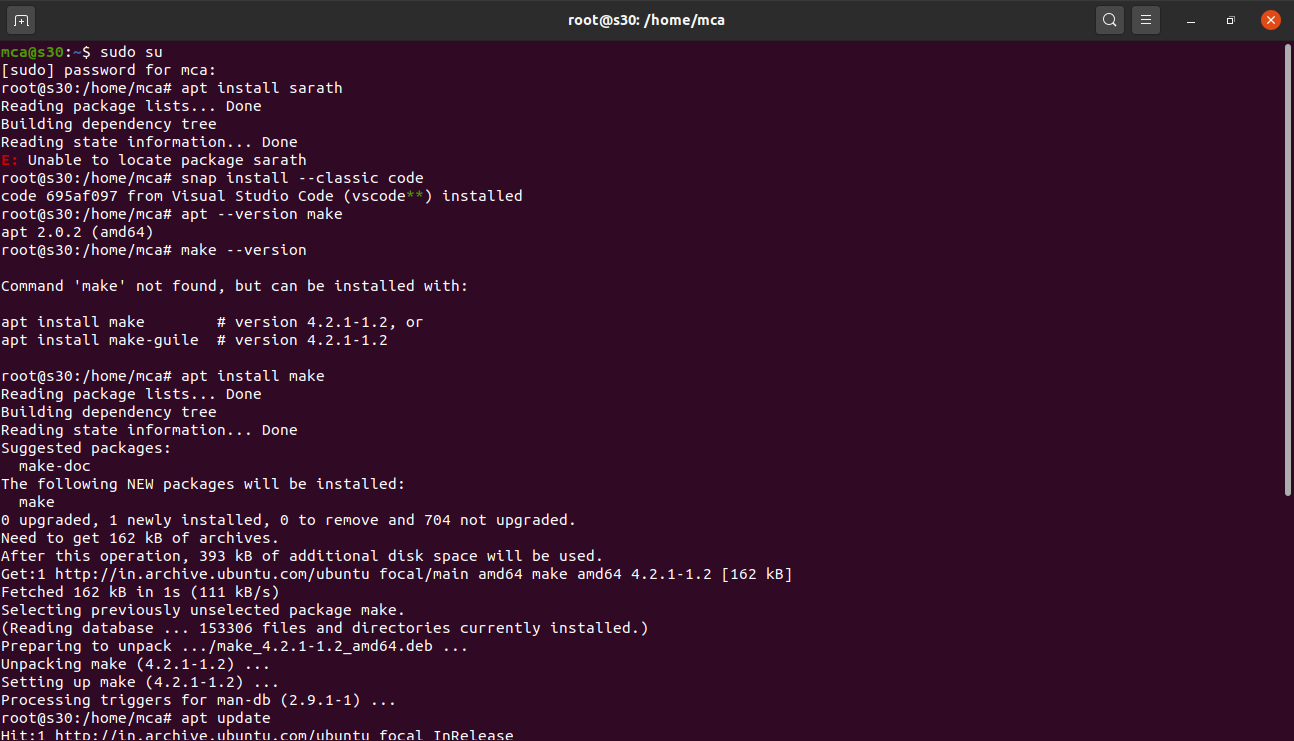 root@s30: /home/mca
mca@s30:~$ sudo su
[sudo] password for mca:
root@s30:/home/mca# apt install sarath
Reading package lists... Done
Building dependency tree
Reading state information... Done
E: Unable to locate package sarath
root@s30:/home/mca# snap install --classic code
code 695af097 from Visual Studio Code (vscode**) installed
root@s30:/home/mca# apt --version make
apt 2.0.2 (amd64)
root@s30:/home/mca# make --version
Command 'make' not found, but can be installed with:
apt install make        # version 4.2.1-1.2, or
apt install make-guile  # version 4.2.1-1.2
root@s30:/home/mca# apt install make
Reading package lists... Done
Building dependency tree
Reading state information... Done
Suggested packages:
  make-doc
The following NEW packages will be installed:
  make
0 upgraded, 1 newly installed, 0 to remove and 704 not upgraded.
Need to get 162 kB of archives.
After this operation, 393 kB of additional disk space will be used.
Get:1 http://in.archive.ubuntu.com/ubuntu focal/main amd64 make amd64 4.2.1-1.2 [162 kB]
Fetched 162 kB in 1s (111 kB/s)
Selecting previously unselected package make.
(Reading database ... 153306 files and directories currently installed.)
Preparing to unpack .../make_4.2.1-1.2_amd64.deb ...
Unpacking make (4.2.1-1.2) ...
Setting up make (4.2.1-1.2) ...
Processing triggers for man-db (2.9.1-1) ...
root@s30:/home/mca# apt update
Hit:1 http://in.archive.ubuntu.com/ubuntu focal InRelease